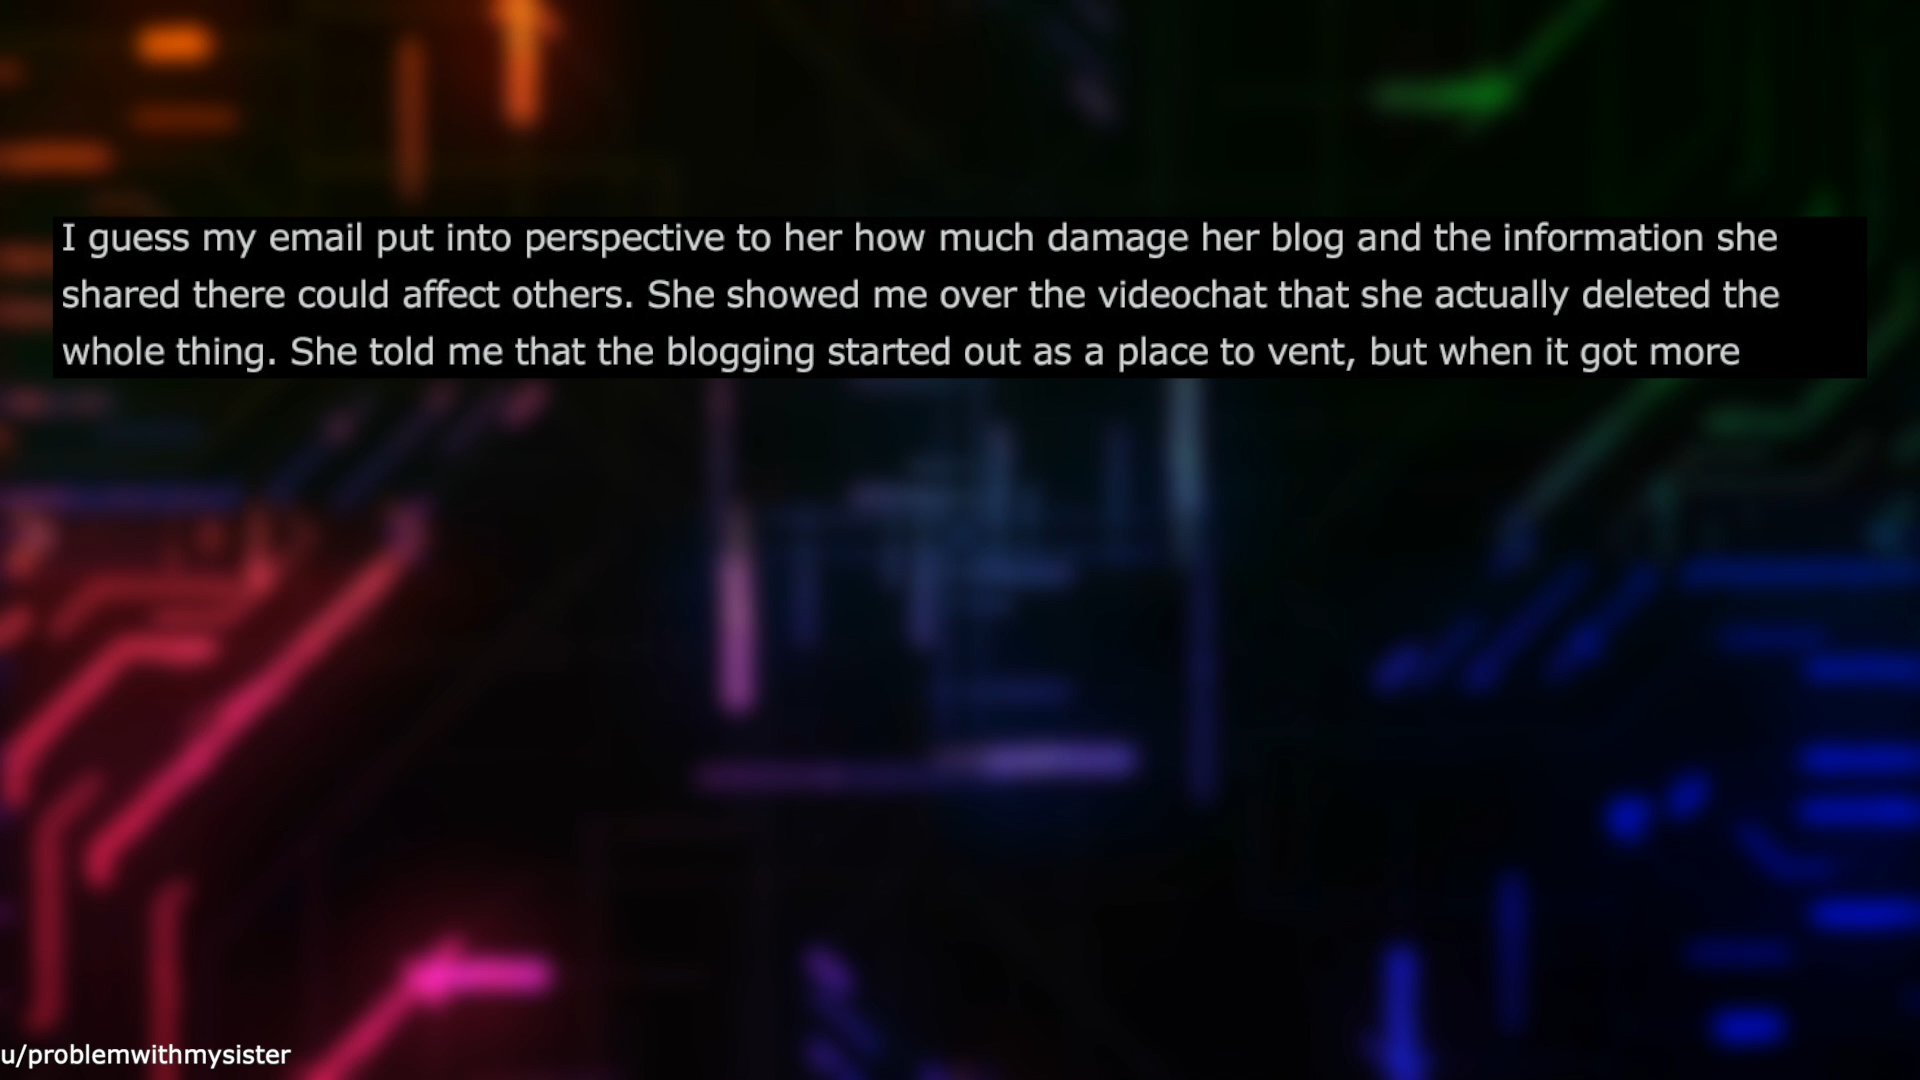 I guess my email put into perspective to her how much damage her blog and the information she
shared there could affect others. She showed me over the videochat that she actually deleted the
whole thing. She told me that the blogging started out as a place to vent, but when it got more
u/problemwithmysister